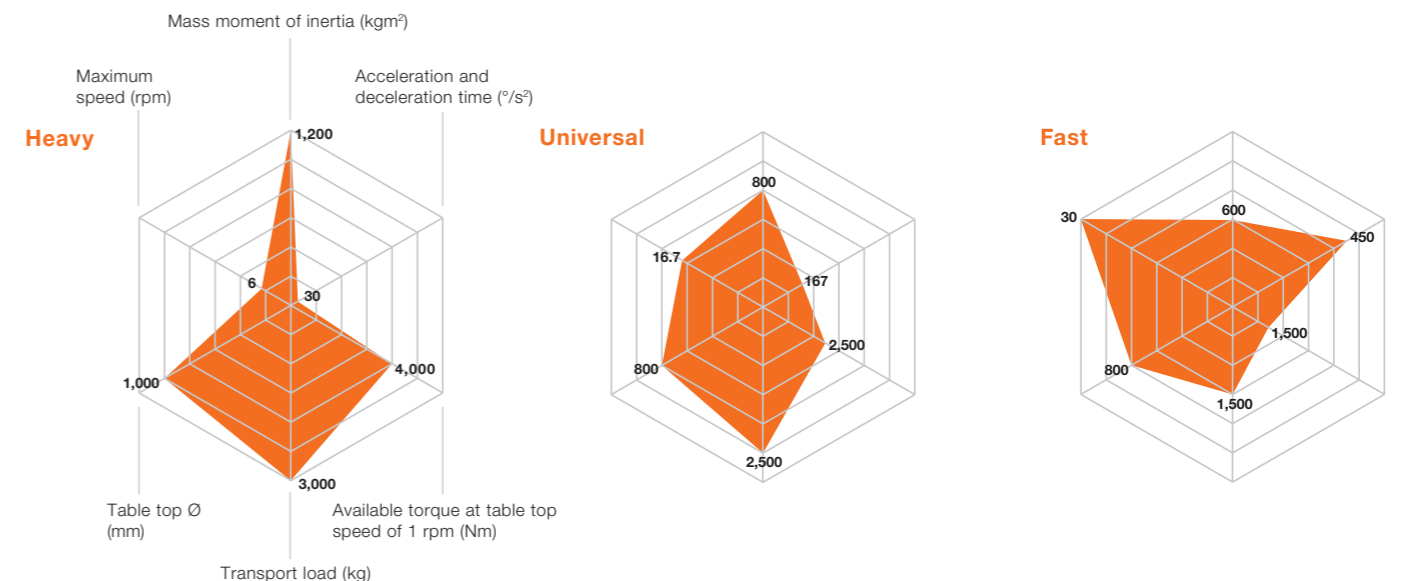 Mass moment of inertia (kgm²)
Maximum
speed (rpm)
Acceleration and
deceleration time (°/s²)
Heavy
1,200
6
30
1,000
4,000
3,000
Table top Ø
(mm)
Available torque at table top
speed of 1 rpm (Nm)
Transport load (kg)
Universal
800
16.7
167
2,500
800
2,500
Fast
30
600
450
1,500
800
1,500